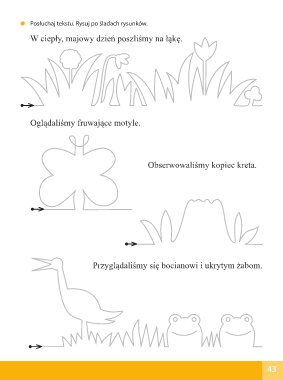 Posłuchaj tekstu. Rysuj po śladach rysunków.
W ciepły, majowy dzień poszliśmy na łąkę.
Oglądaliśmy fruwające motyle.
Obserwowaliśmy kopiec kreta.
Przyglądaliśmy się bocianowi i ukrytym żabom.
43